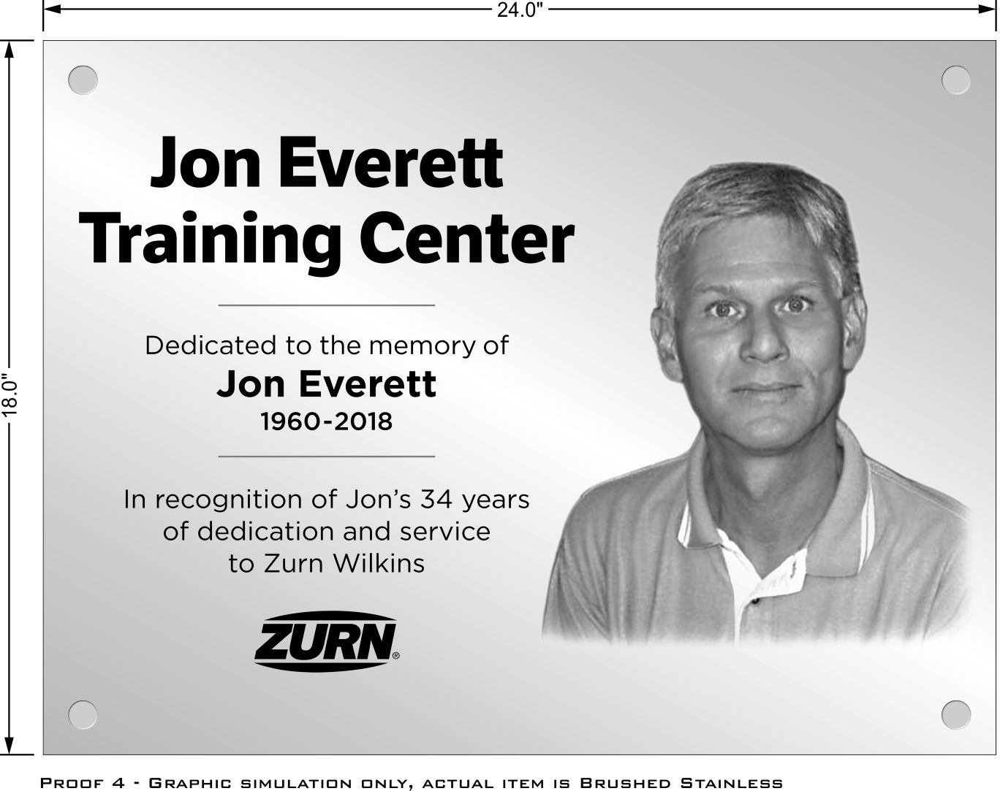 24.0"
18.0"
Jon Everett
Training Center
Dedicated to the memory of
Jon Everett
1960-2018
In recognition of Jon’s 34 years
of dedication and service
to Zurn Wilkins
ZURN®
Proof 4 - Graphic simulation only, actual item is Brushed Stainless